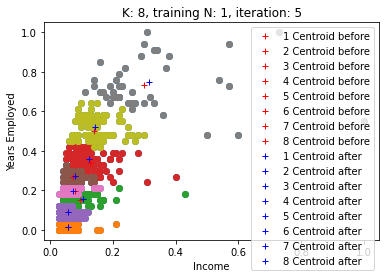 K: 8, training N: 1, iteration: 5
1.0
0.8
0.6
0.4
0.2
0.0
Years Employed
0.0
0.2
0.4
0.6
0.8
1.0
Income
1 Centroid before
2 Centroid before
3 Centroid before
4 Centroid before
5 Centroid before
6 Centroid before
7 Centroid before
8 Centroid before
1 Centroid after
2 Centroid after
3 Centroid after
4 Centroid after
5 Centroid after
6 Centroid after
7 Centroid after
8 Centroid after